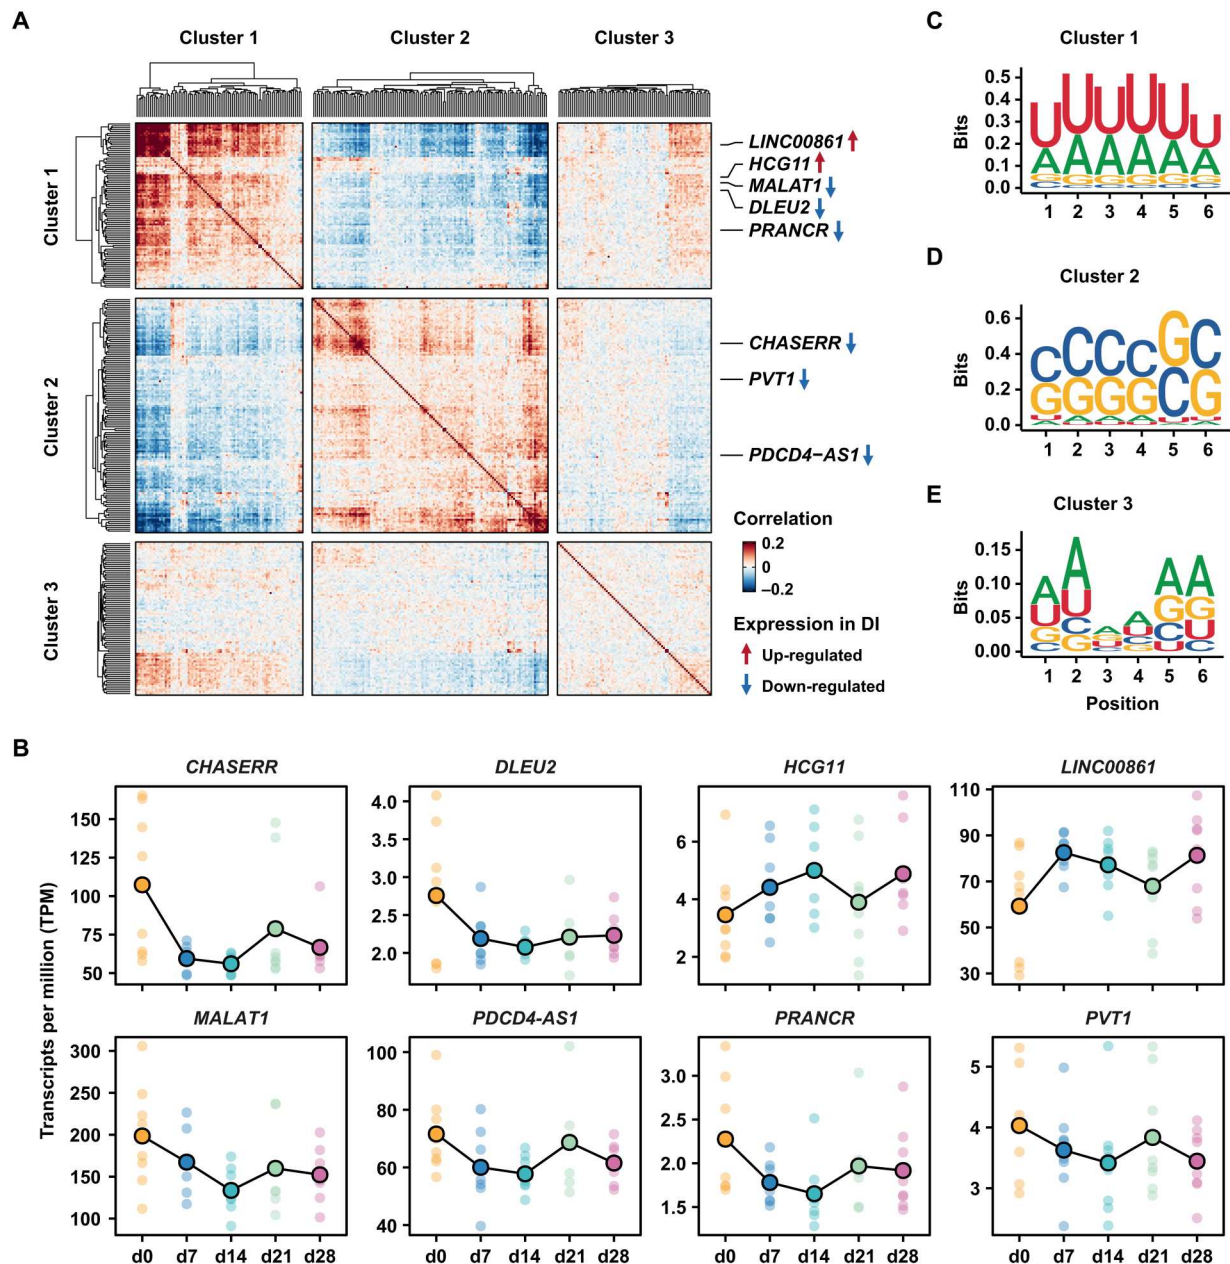 A
Cluster 1
Cluster 2
Cluster 3
Cluster 1
Cluster 2
Cluster 3
LINC00861
HCG11
MALAT1
DLEU2
PRANCR
CHASERR
PVT1
PDCD4−AS1
Correlation
0.2
0
−0.2
Expression in DI
Up-regulated
Down-regulated
C
Cluster 1
Bits
0.5
0.4
0.3
0.2
0.1
0.0
U U U U U U
A A A A A A
G G G G G G
C C C C C C
1 2 3 4 5 6
D
Cluster 2
Bits
0.6
0.4
0.2
0.0
C C C C G C
G G G G C G
U A A A U U
A U U U A A
1 2 3 4 5 6
E
Cluster 3
Bits
0.15
0.10
0.05
0.00
A A A A A A
U U G U G G
G C U C C U
C G C G U C
1 2 3 4 5 6
Position
B
Transcripts per million (TPM)
CHASERR
150
125
100
75
50
DLEU2
4.0
3.0
2.5
2.0
HCG11
6
4
2
LINC00861
110
90
70
50
30
MALAT1
300
250
200
150
100
d0 d7 d14 d21 d28
PDCD4-AS1
100
80
60
40
d0 d7 d14 d21 d28
PRANCR
3.0
2.5
2.0
1.5
d0 d7 d14 d21 d28
PVT1
5
4
3
d0 d7 d14 d21 d28